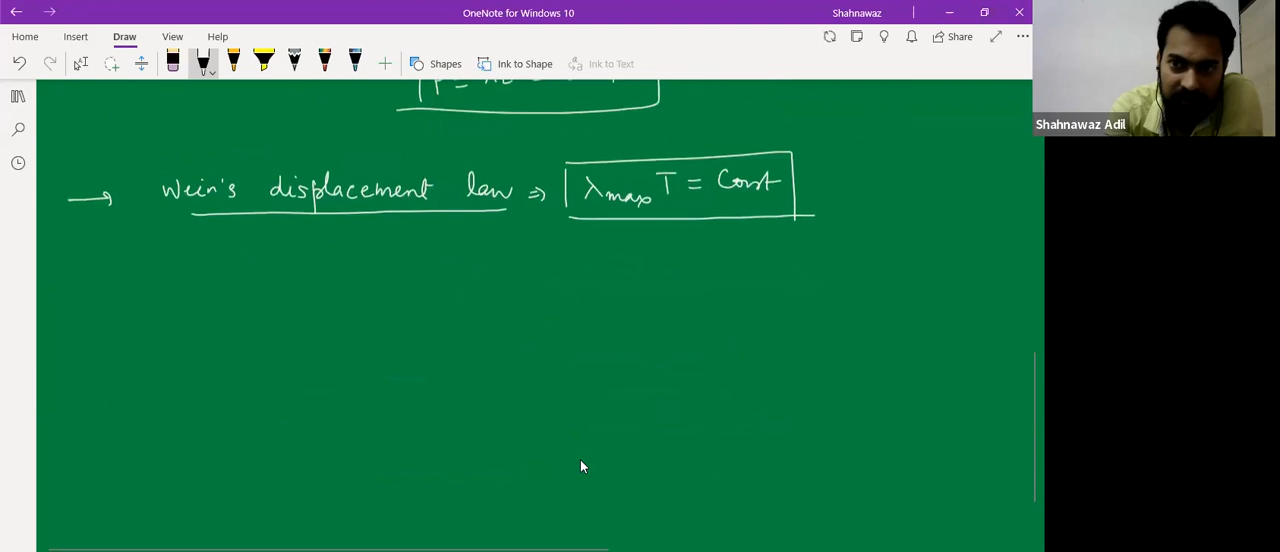 OneNote for Windows 10
Shahnawaz
Home Insert Draw View Help
Share
Shapes Ink to Shape Ink to Text
Shahnawaz Adil
→ Wein's displacement law ⇒ λmax T = Const